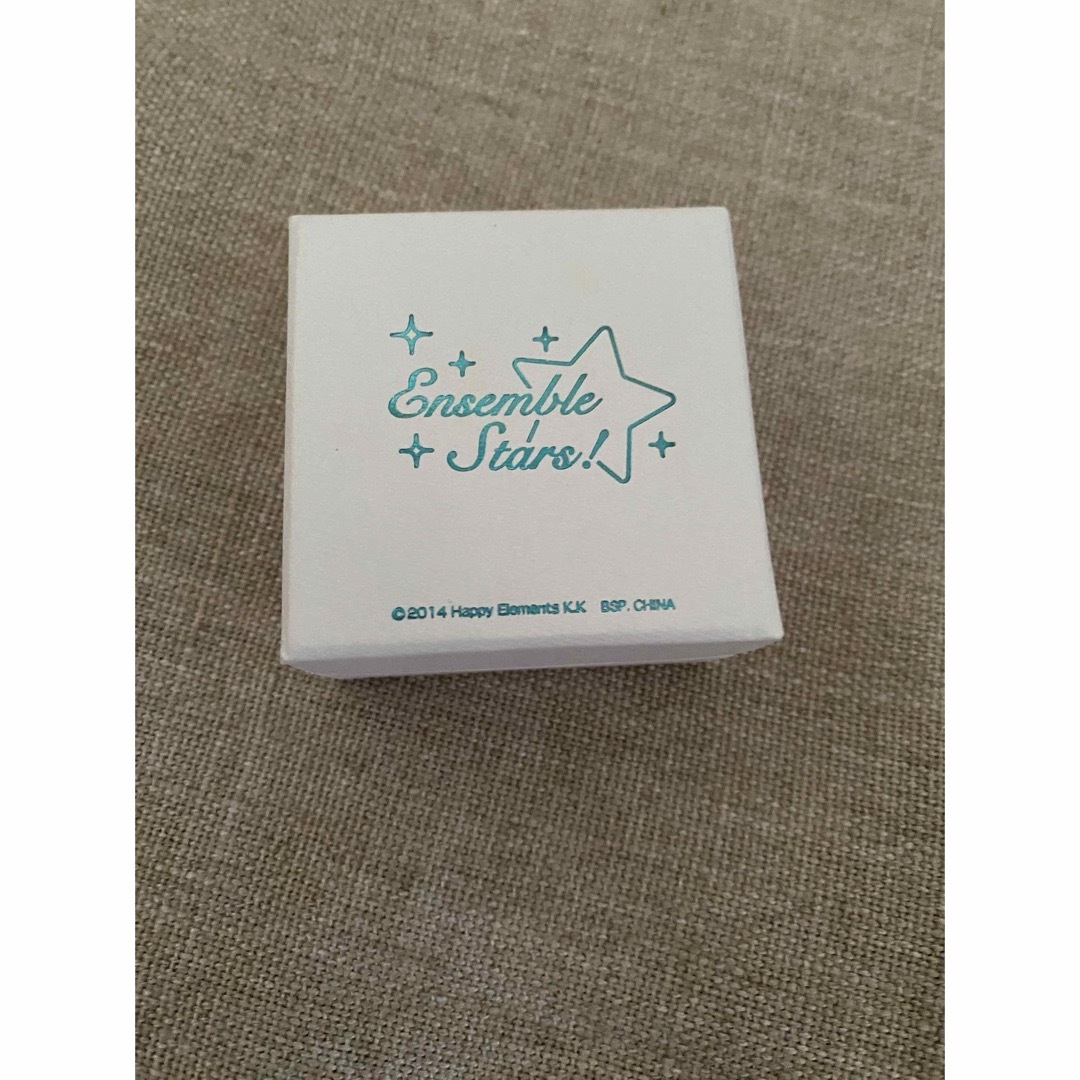 Ensemble
Stars!
©2014 Happy Elements K.K BSP. CHINA